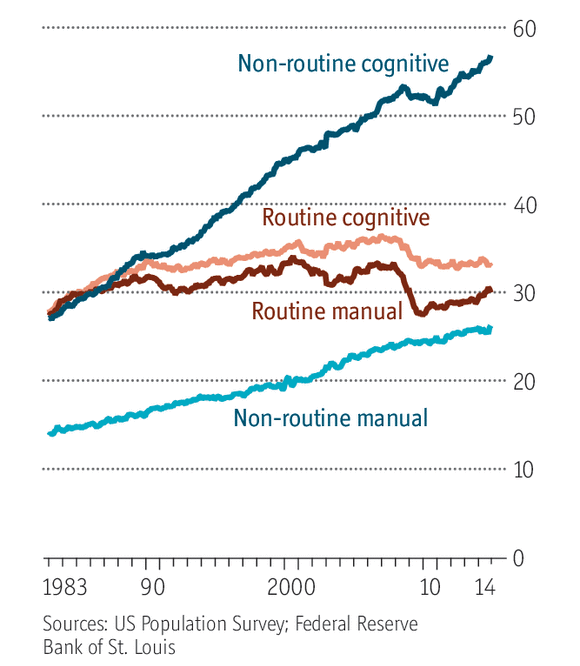 60
Non-routine cognitive
50
40
Routine cognitive
30
Routine manual
20
Non-routine manual
10
0
1983 90 2000 10 14
Sources: US Population Survey; Federal Reserve
Bank of St. Louis